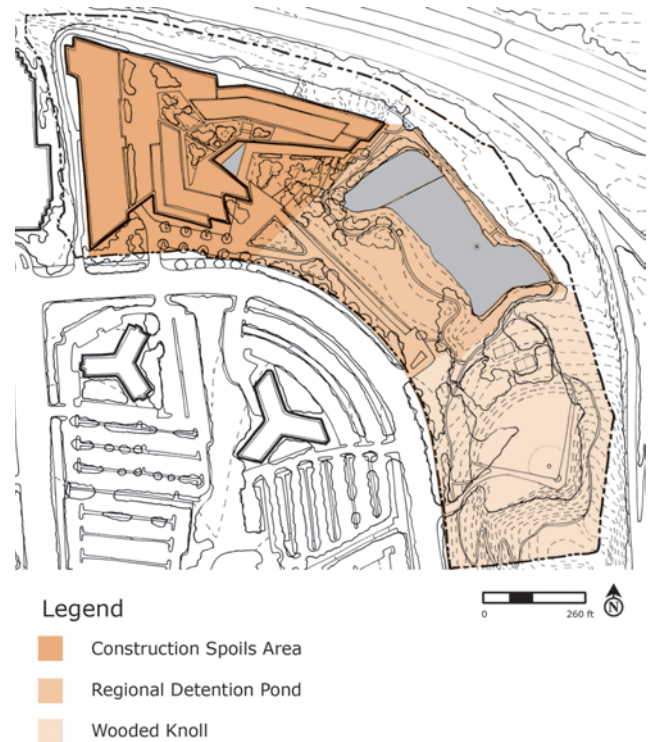 Legend
0 260 ft N
Construction Spoils Area
Regional Detention Pond
Wooded Knoll